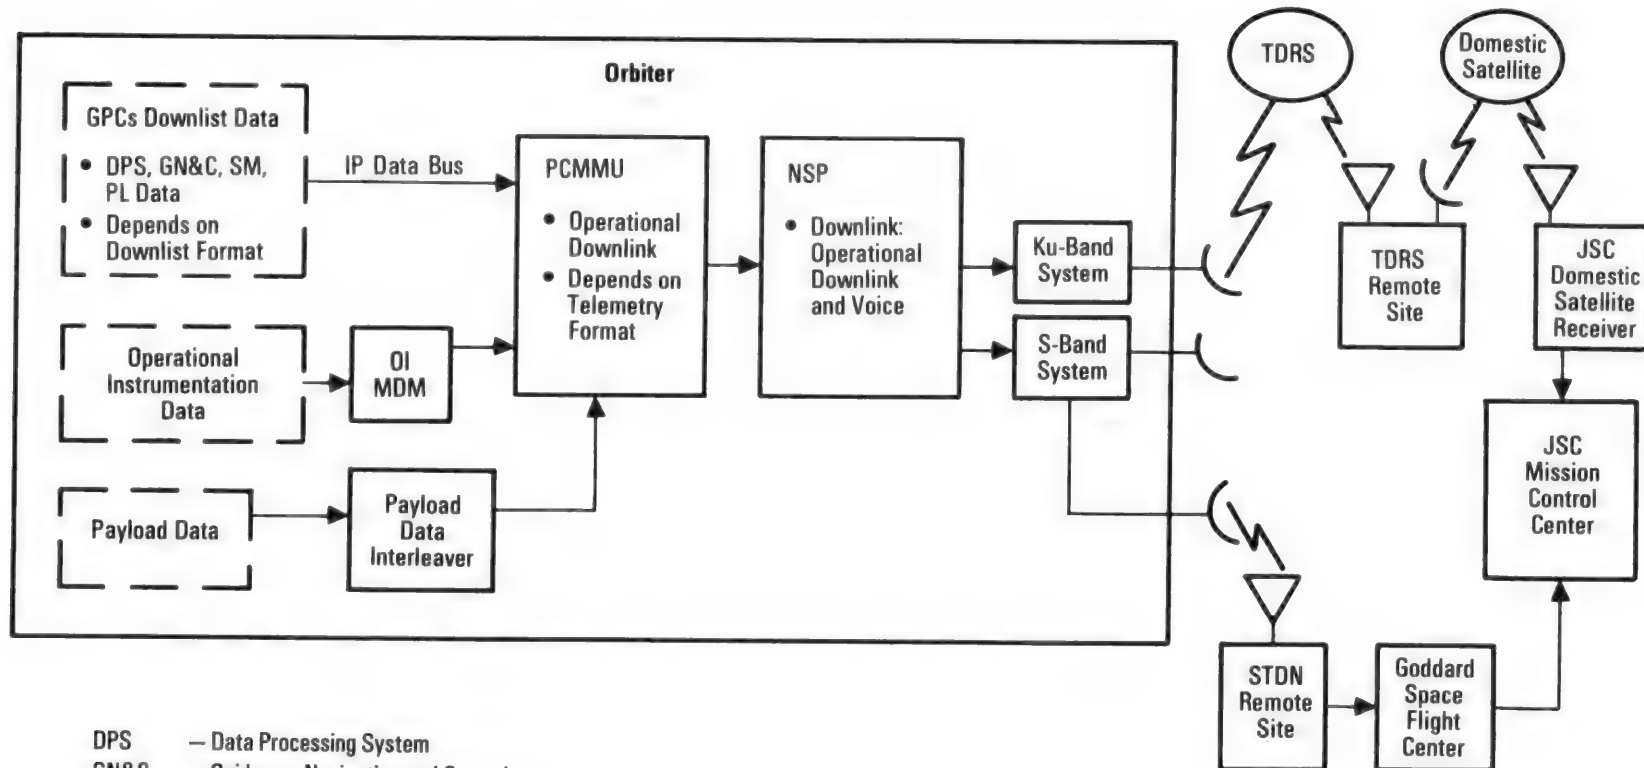 Orbiter
GPCs Downlist Data
• DPS, GN&C, SM,
PL Data
• Depends on
Downlist Format
IP Data Bus
Operational
Instrumentation
Data
OI
MDM
Payload Data
Payload
Data
Interleaver
PCMMU
• Operational
Downlink
• Depends on
Telemetry
Format
NSP
• Downlink:
Operational
Downlink
and Voice
Ku-Band
System
S-Band
System
TDRS
Domestic
Satellite
TDRS
Remote
Site
JSC
Domestic
Satellite
Receiver
JSC
Mission
Control
Center
STDN
Remote
Site
Goddard
Space
Flight
Center
DPS – Data Processing System